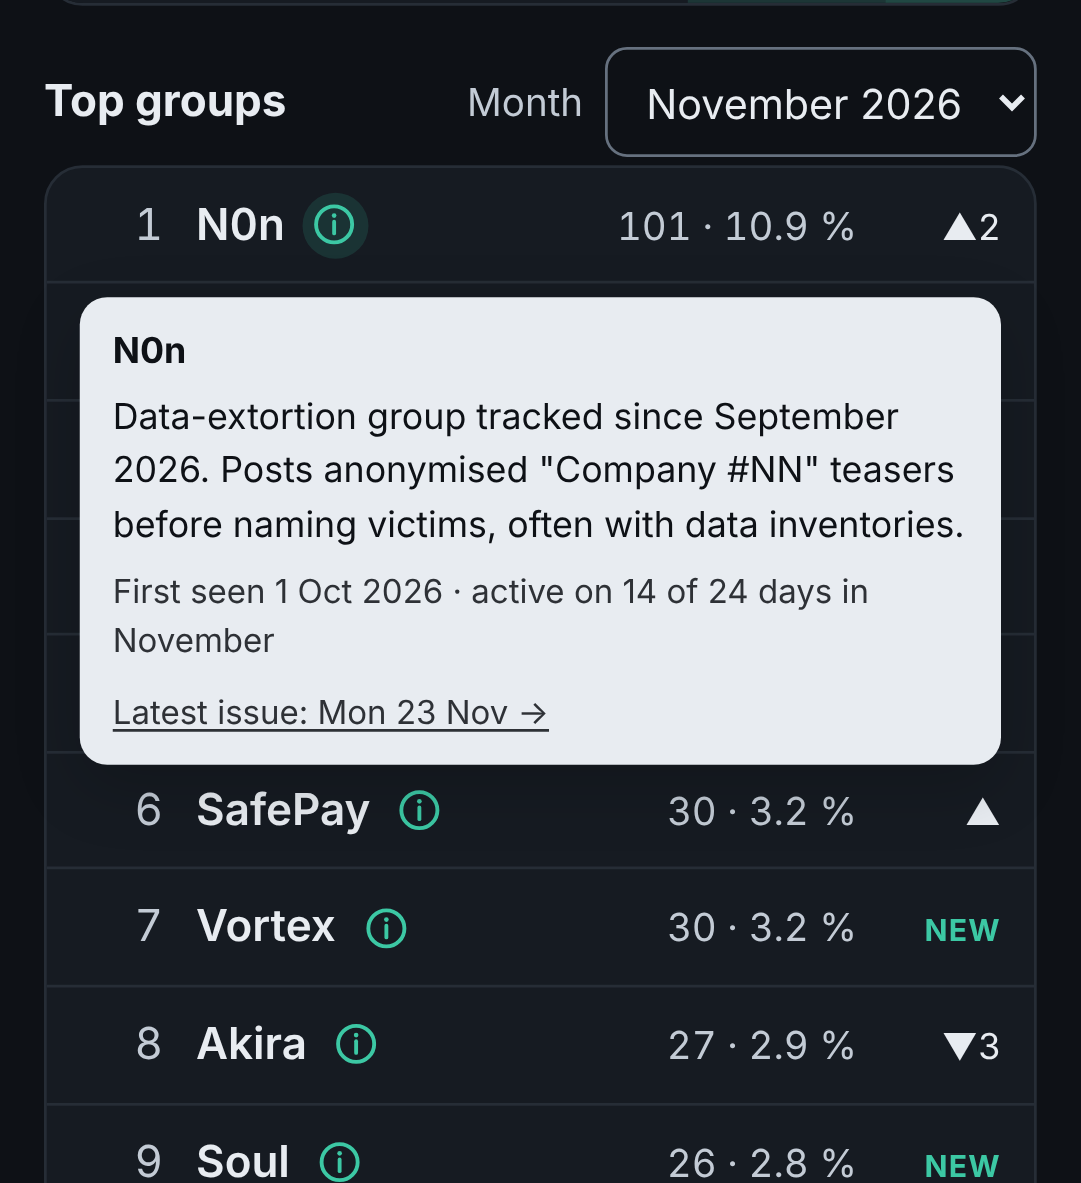 Top groups Month November 2026
1 N0n 101 · 10.9 % ▲2
N0n
Data-extortion group tracked since September
2026. Posts anonymised "Company #NN" teasers
before naming victims, often with data inventories.
First seen 1 Oct 2026 · active on 14 of 24 days in
November
Latest issue: Mon 23 Nov →
6 SafePay 30 · 3.2 % ▲
7 Vortex 30 · 3.2 % NEW
8 Akira 27 · 2.9 % ▼3
9 Soul 26 · 2.8 % NEW